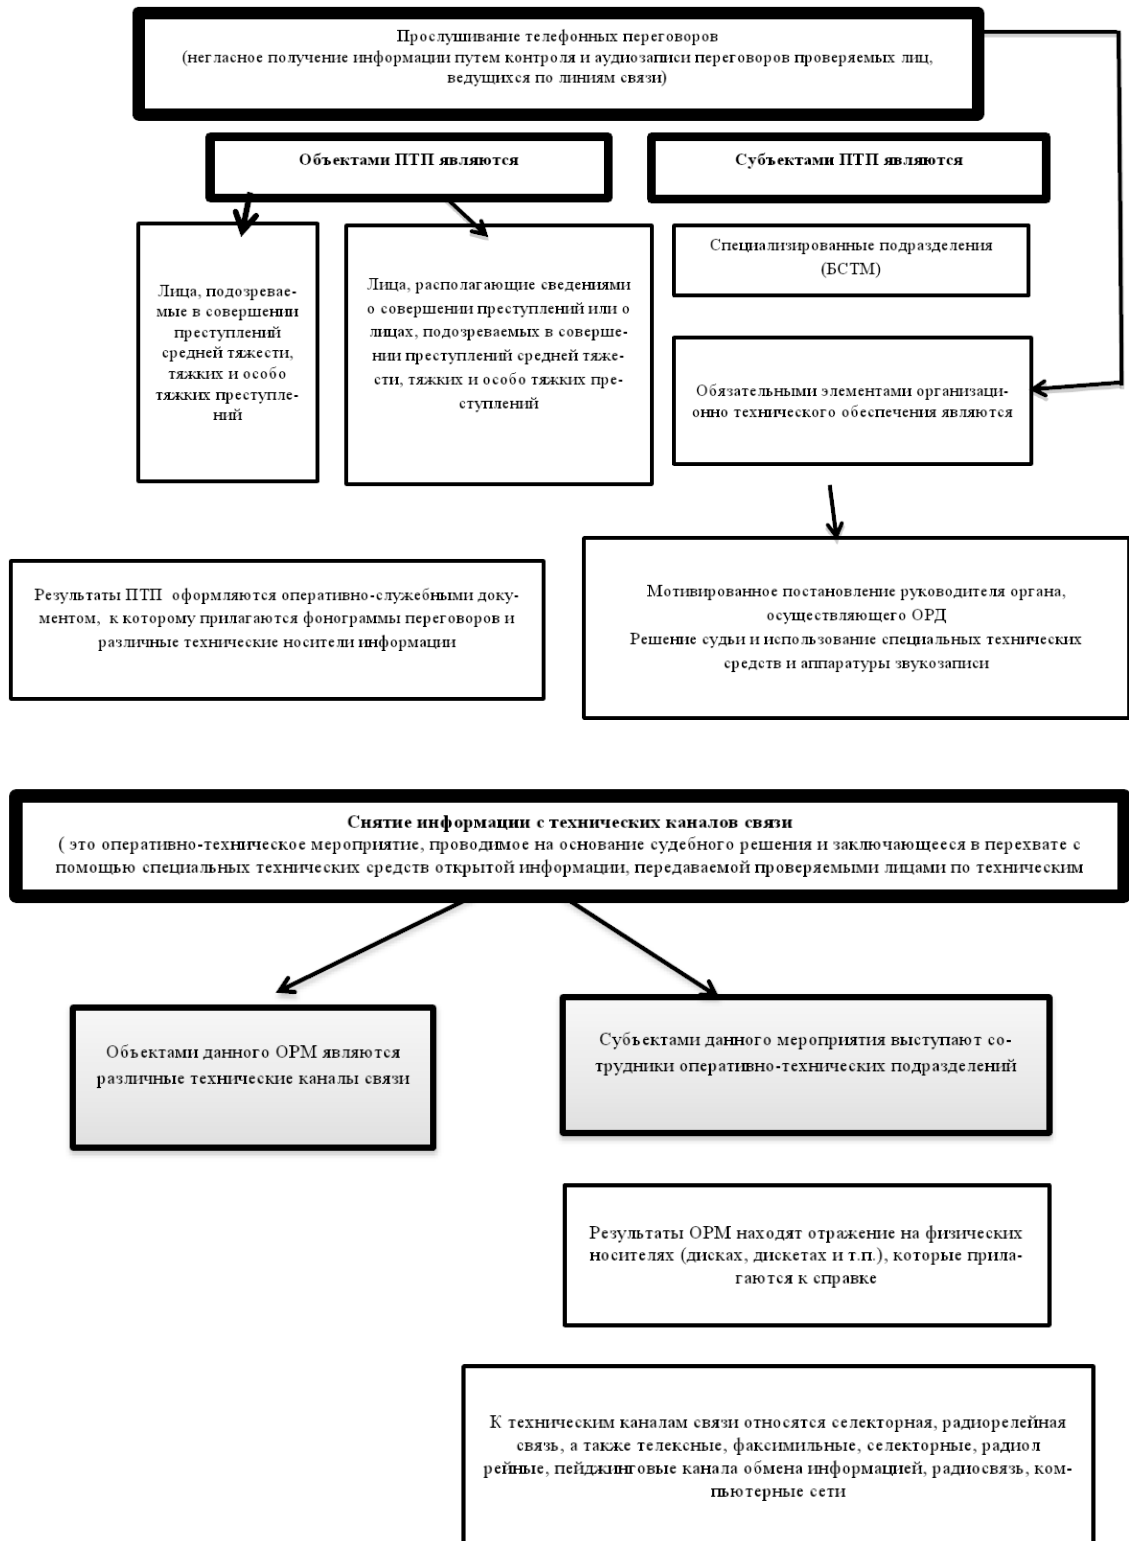 Прослушивание телефонных переговоров
(негласное получение информации путем контроля и аудиозаписи переговоров проверяемых лиц,
ведущихся по линиям связи)
Объектами ПТП являются
Субъектами ПТП являются
Лица, подозревае-
мые в совершении
преступлений
средней тяжести,
тяжких и особо
тяжких преступле-
ний
Лица, располагающие сведениями
о совершении преступлений или о
лицах, подозреваемых в соверше-
нии преступлений средней тяже-
сти, тяжких и особо тяжких пре-
ступлений
Специализированные подразделения
(БСТМ)
Обязательными элементами организаци-
онно технического обеспечения являются
Результаты ПТП оформляются оперативно-служебными доку-
ментом, к которому прилагаются фонограммы переговоров и
различные технические носители информации
Мотивированное постановление руководителя органа,
осуществляющего ОРД
Решение судьи и использование специальных технических
средств и аппаратуры звукозаписи
Снятие информации с технических каналов связи
( это оперативно-техническое мероприятие, проводимое на основание судебного решения и заключающееся в перехвате с
помощью специальных технических средств открытой информации, передаваемой проверяемыми лицами по техническим
Объектами данного ОРМ являются
различные технические каналы связи
Субъектами данного мероприятия выступают со-
трудники оперативно-технических подразделений
Результаты ОРМ находят отражение на физических
носителях (дисках, дискетах и т.п.), которые прила-
гаются к справке
К техническим каналам связи относятся селекторная, радиорелейная
связь, а также телексные, факсимильные, селекторные, радиол
рейные, пейджинговые канала обмена информацией, радиосвязь, ком-
пьютерные сети